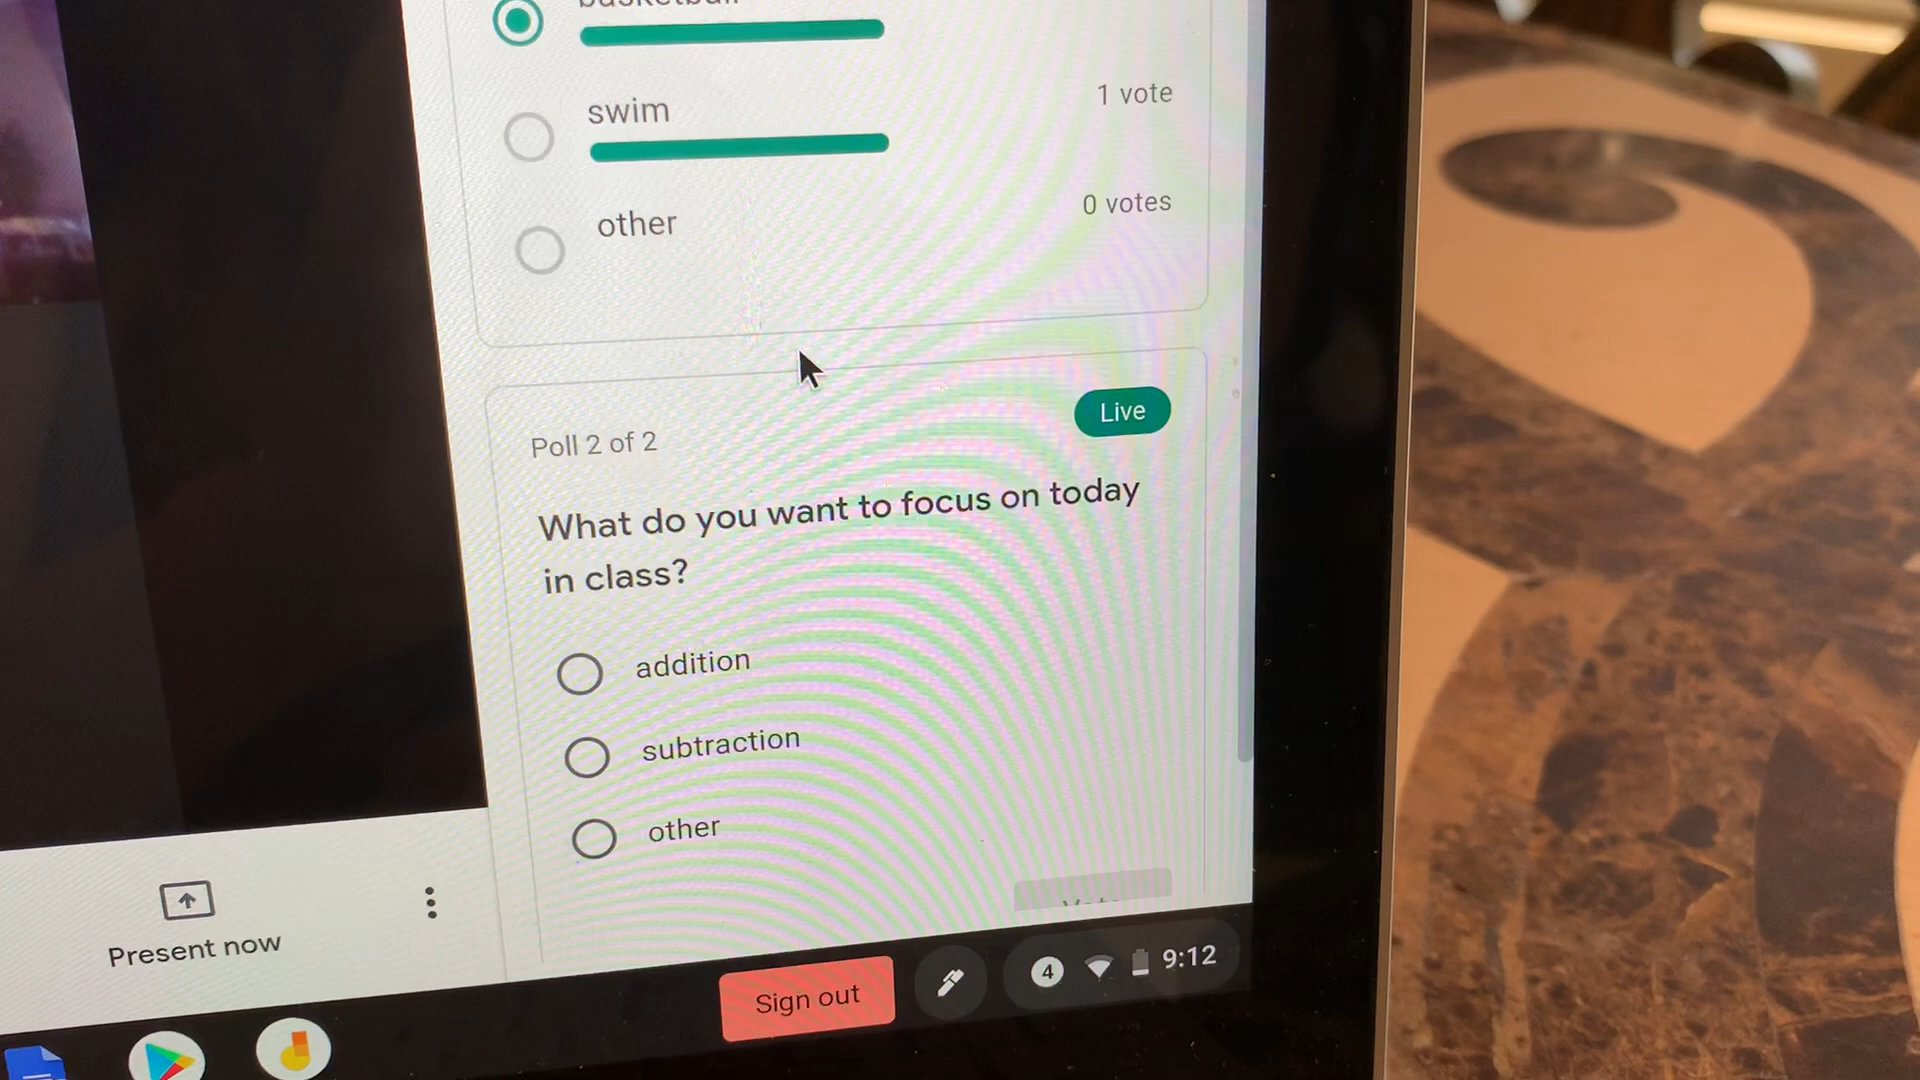 basketball
swim
1 vote
other
0 votes
Live
Poll 2 of 2
What do you want to focus on today
in class?
addition
subtraction
other
Present now
Sign out
4
9:12